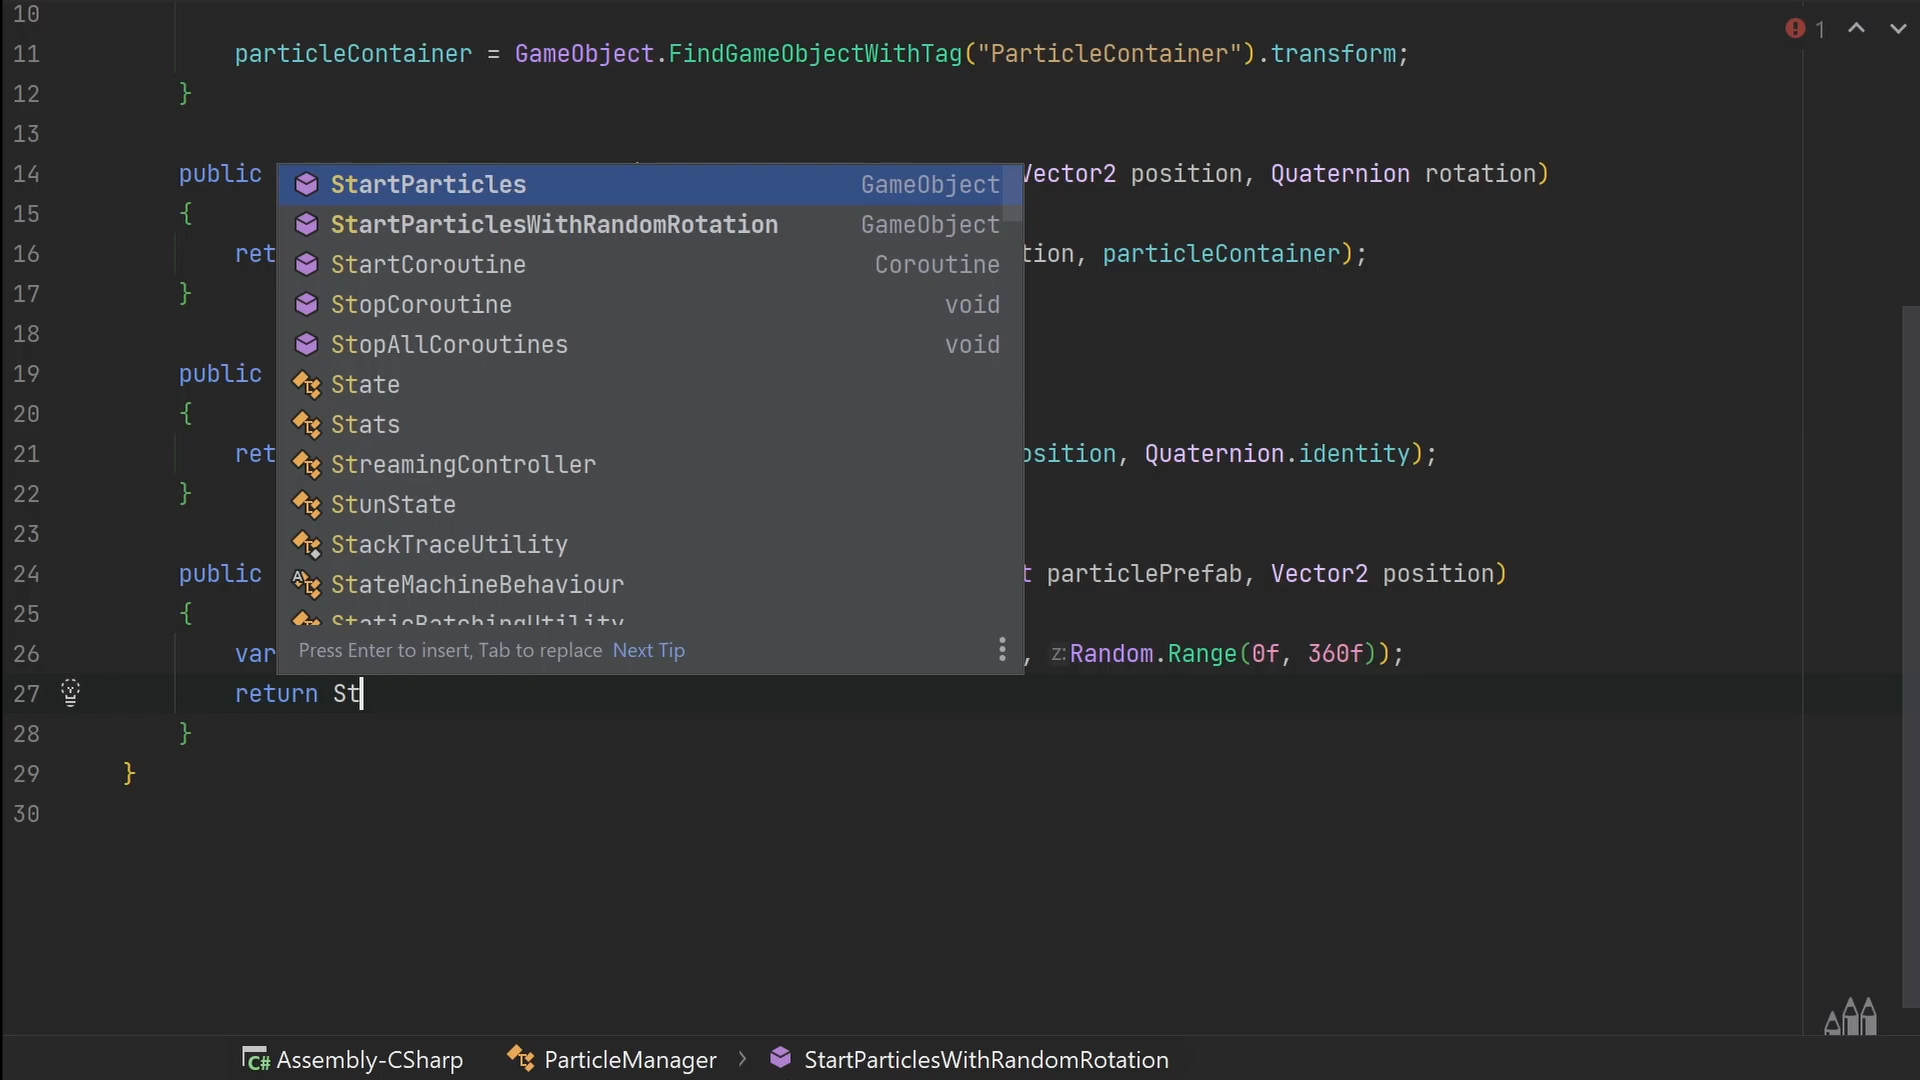 10
11 particleContainer = GameObject.FindGameObjectWithTag("ParticleContainer").transform;
1
12 }
13
14 public Vector2 position, Quaternion rotation)
StartParticles GameObject
15 {
StartParticlesWithRandomRotation GameObject
16 ret tion, particleContainer);
StartCoroutine Coroutine
17 }
StopCoroutine void
18
StopAllCoroutines void
19 public
State
20 {
Stats
21 ret osition, Quaternion.identity);
StreamingController
22 }
StunState
23
StackTraceUtility
24 public t particlePrefab, Vector2 position)
StateMachineBehaviour
25 {
StaticBatchingUtility
26 var , z:Random.Range(0f, 360f));
Press Enter to insert, Tab to replace Next Tip
27 return St
28 }
29 }
30
C# Assembly-CSharp ParticleManager > StartParticlesWithRandomRotation